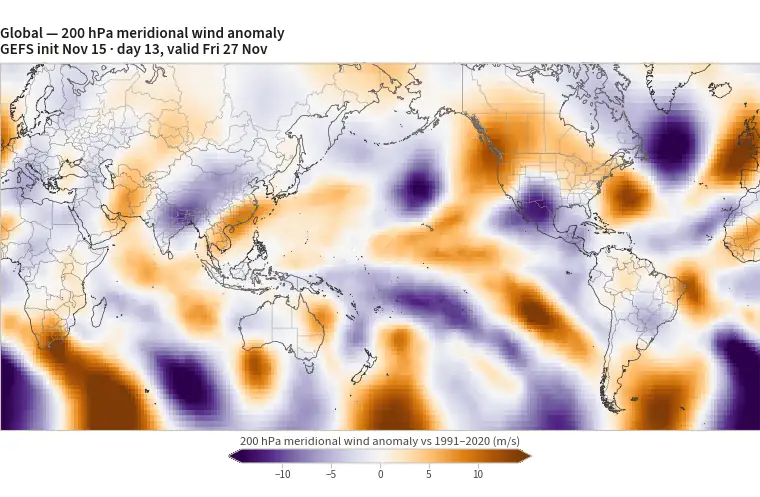 Global — 200 hPa meridional wind anomaly
GEFS init Nov 15 · day 13, valid Fri 27 Nov
200 hPa meridional wind anomaly vs 1991–2020 (m/s)
−10 −5 0 5 10